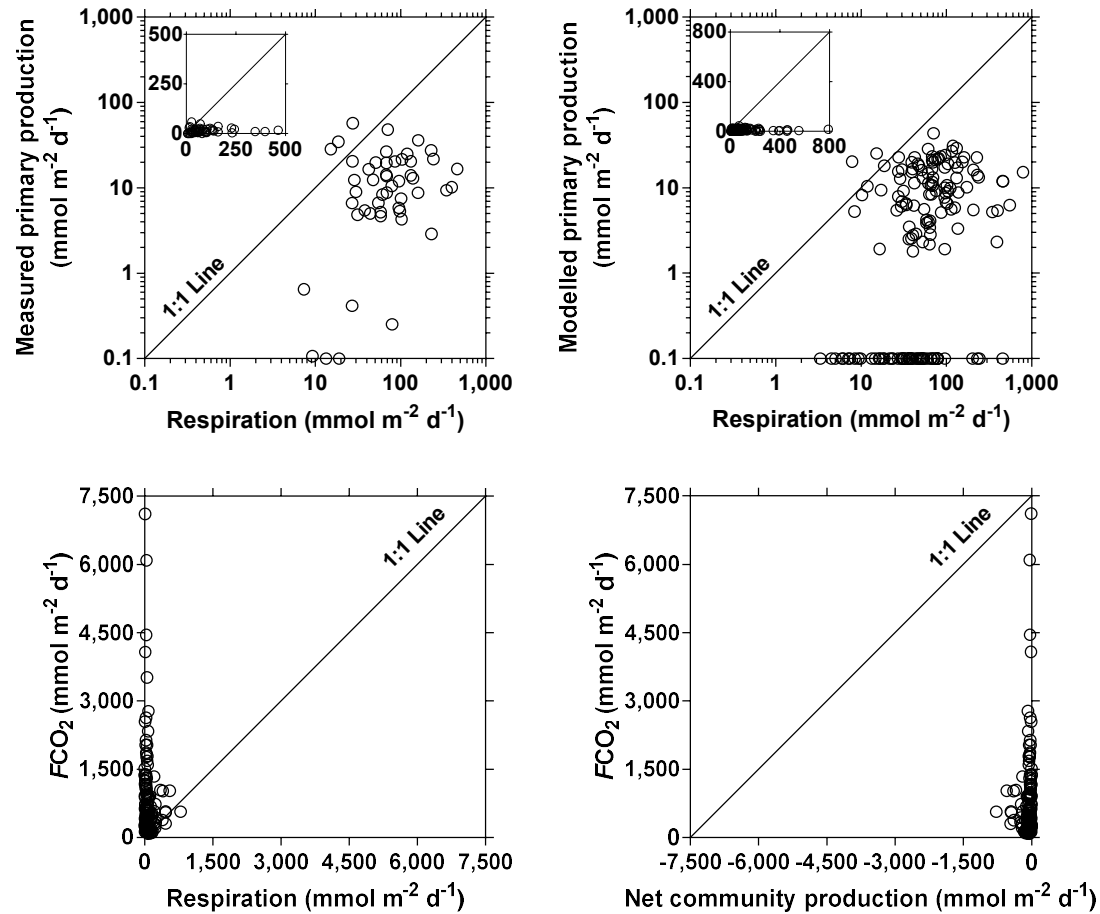 Measured primary production
(mmol m-2 d-1)
1,000
100
10
1
0.1
500
250
0
0 250 500
1:1 Line
0.1 1 10 100 1,000
Respiration (mmol m-2 d-1)
Modelled primary production
(mmol m-2 d-1)
1,000
100
10
1
0.1
800
400
0
0 400 800
1:1 Line
0.1 1 10 100 1,000
Respiration (mmol m-2 d-1)
FCO2 (mmol m-2 d-1)
7,500
6,000
4,500
3,000
1,500
0
1:1 Line
0 1,500 3,000 4,500 6,000 7,500
Respiration (mmol m-2 d-1)
FCO2 (mmol m-2 d-1)
7,500
6,000
4,500
3,000
1,500
0
1:1 Line
-7,500 -6,000 -4,500 -3,000 -1,500 0
Net community production (mmol m-2 d-1)